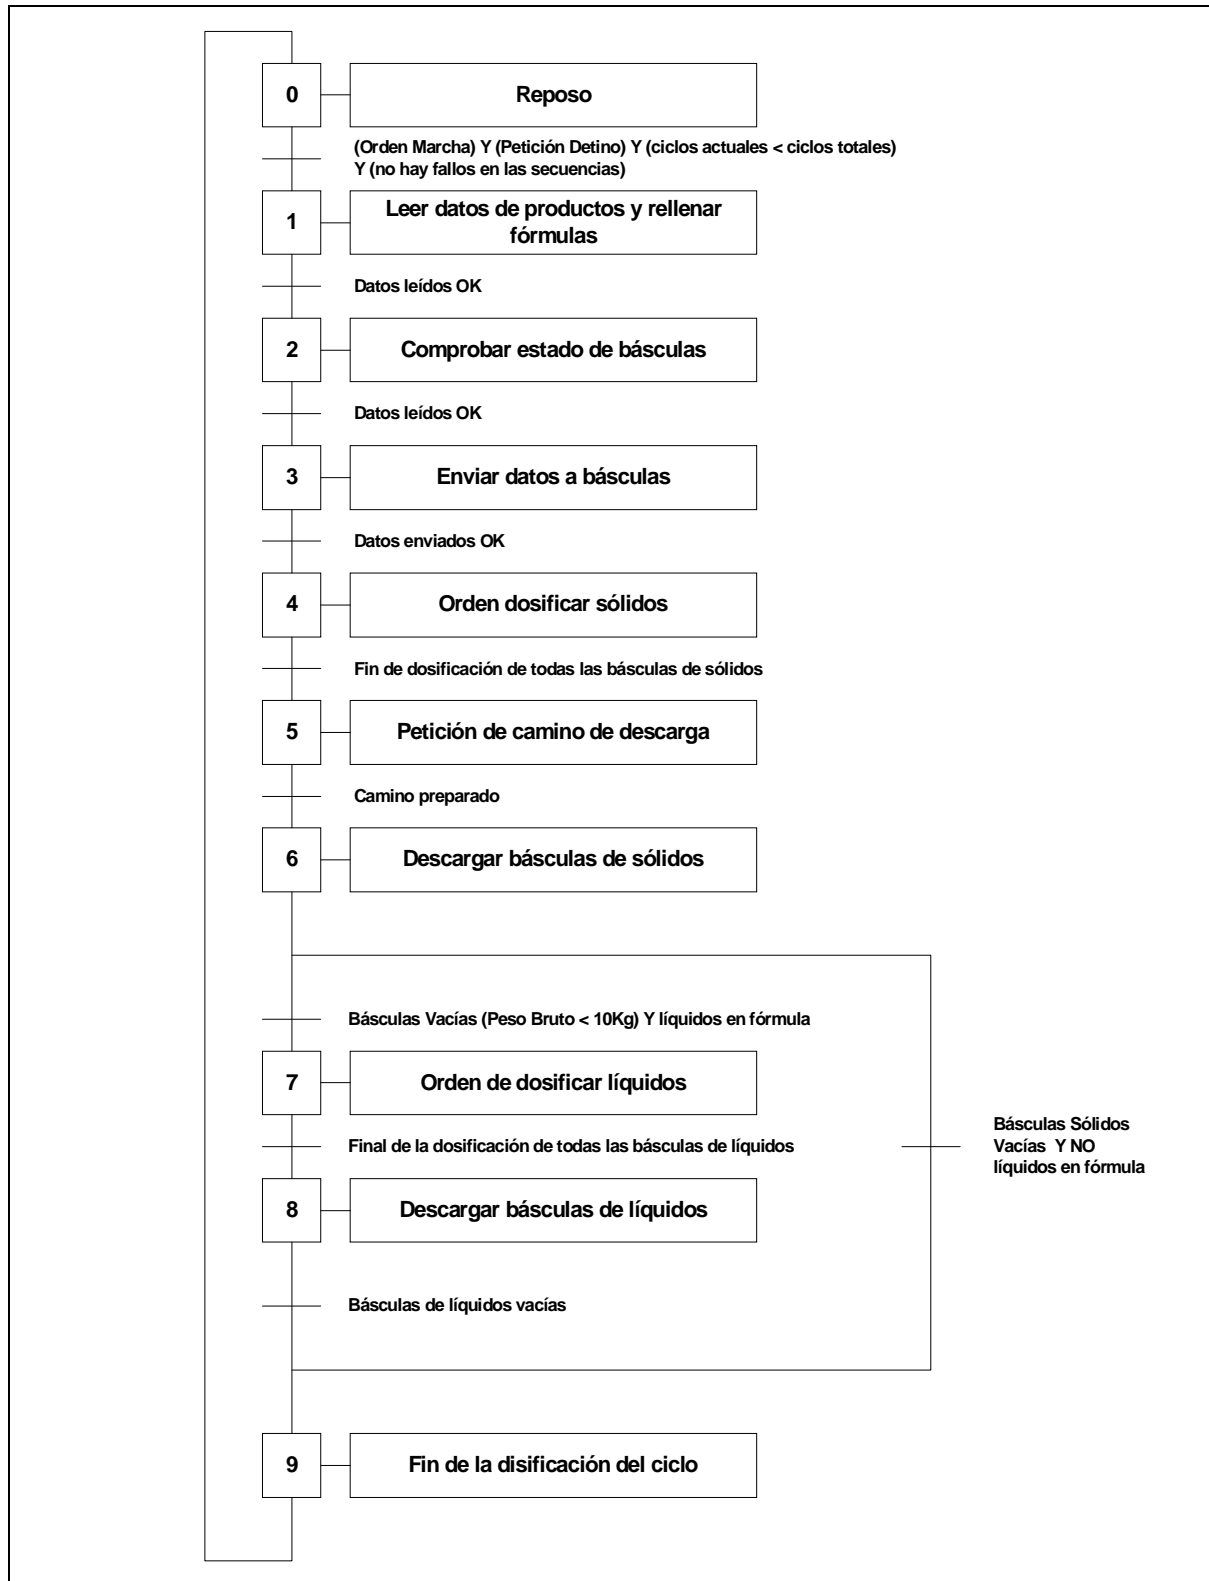 0
Reposo
(Orden Marcha) Y (Petición Detino) Y (ciclos actuales < ciclos totales)
Y (no hay fallos en las secuencias)
1
Leer datos de productos y rellenar
fórmulas
Datos leídos OK
2
Comprobar estado de básculas
Datos leídos OK
3
Enviar datos a básculas
Datos enviados OK
4
Orden dosificar sólidos
Fin de dosificación de todas las básculas de sólidos
5
Petición de camino de descarga
Camino preparado
6
Descargar básculas de sólidos
Básculas Vacías (Peso Bruto < 10Kg) Y líquidos en fórmula
7
Orden de dosificar líquidos
Final de la dosificación de todas las básculas de líquidos
Básculas Sólidos
Vacías Y NO
líquidos en fórmula
8
Descargar básculas de líquidos
Básculas de líquidos vacías
9
Fin de la disificación del ciclo